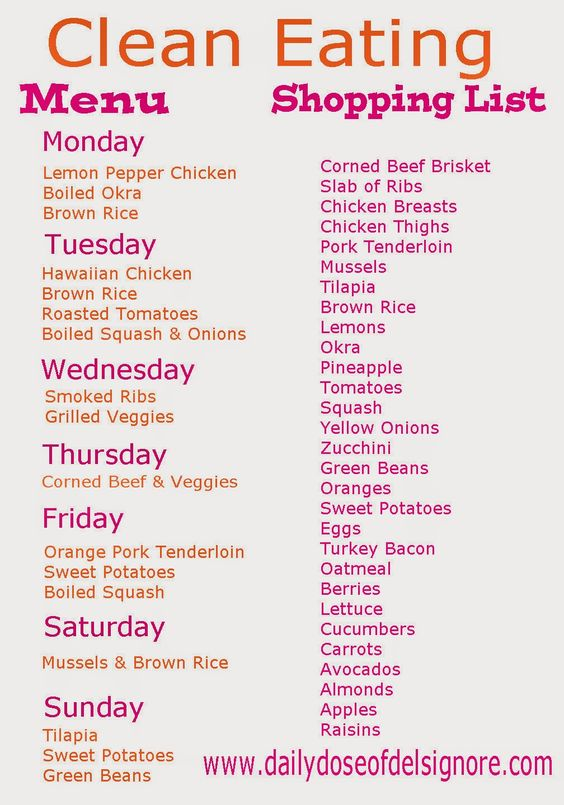 Clean Eating
Menu
Monday
Lemon Pepper Chicken
Boiled Okra
Brown Rice
Tuesday
Hawaiian Chicken
Brown Rice
Roasted Tomatoes
Boiled Squash & Onions
Wednesday
Smoked Ribs
Grilled Veggies
Thursday
Corned Beef & Veggies
Friday
Orange Pork Tenderloin
Sweet Potatoes
Boiled Squash
Saturday
Mussels & Brown Rice
Sunday
Tilapia
Sweet Potatoes
Green Beans
Shopping List
Corned Beef Brisket
Slab of Ribs
Chicken Breasts
Chicken Thighs
Pork Tenderloin
Mussels
Tilapia
Brown Rice
Lemons
Okra
Pineapple
Tomatoes
Squash
Yellow Onions
Zucchini
Green Beans
Oranges
Sweet Potatoes
Eggs
Turkey Bacon
Oatmeal
Berries
Lettuce
Cucumbers
Carrots
Avocados
Almonds
Apples
Raisins
www.dailydoseofdelsignore.com